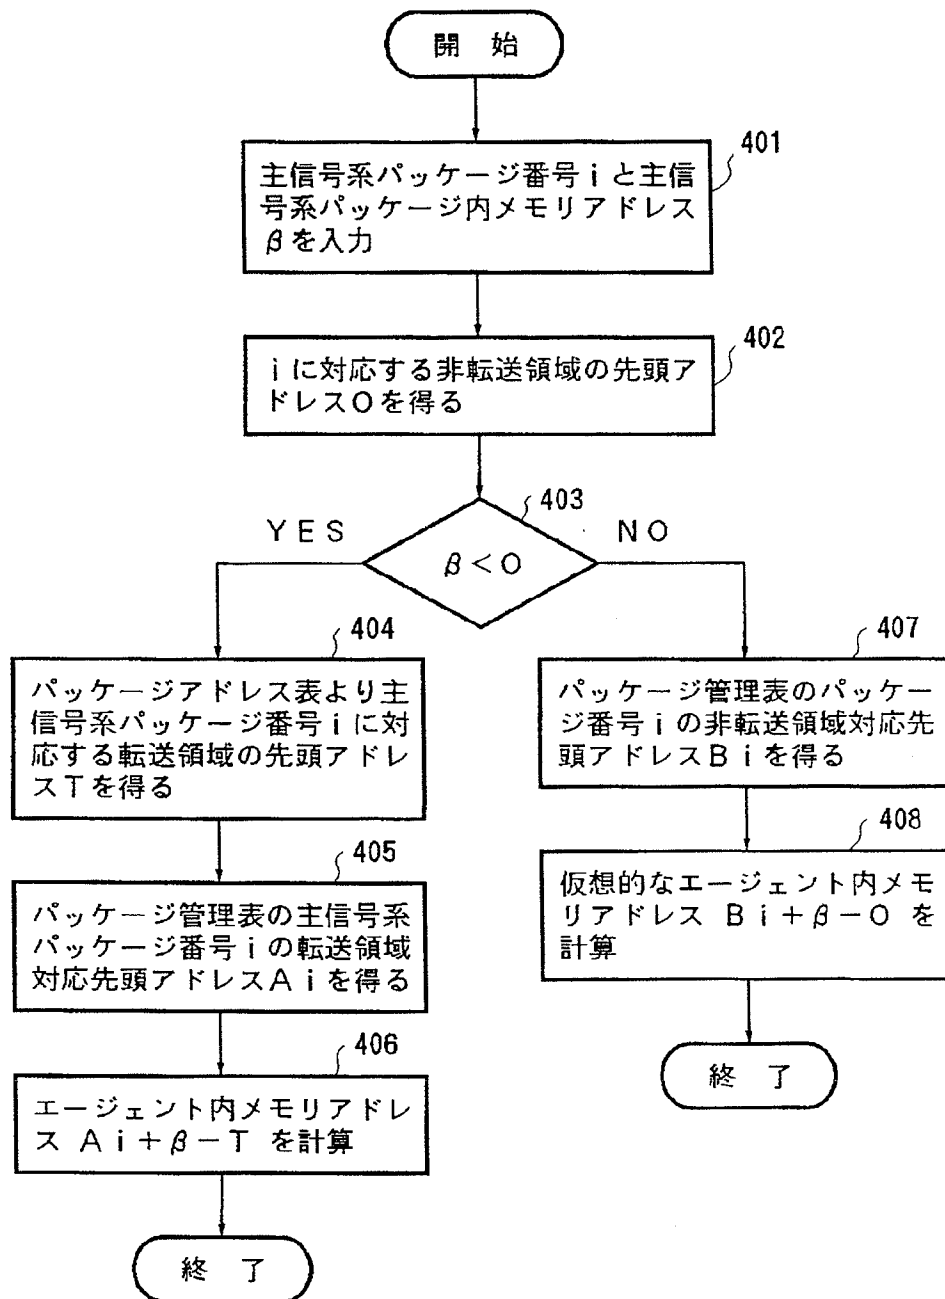 開 始
401
主信号系パッケージ番号iと主信
号系パッケージ内メモリアドレス
βを入力
402
iに対応する非転送領域の先頭ア
ドレスOを得る
403
YES
NO
β<O
404
パッケージアドレス表より主
信号系パッケージ番号iに対
応する転送領域の先頭アドレ
スTを得る
405
パッケージ管理表の主信号系
パッケージ番号iの転送領域
対応先頭アドレスAiを得る
406
エージェント内メモリアドレ
ス Ai+β-T を計算
終 了
407
パッケージ管理表のパッケー
ジ番号iの非転送領域対応先
頭アドレスBiを得る
408
仮想的なエージェント内メモ
リアドレス Bi+β-O を
計算
終 了